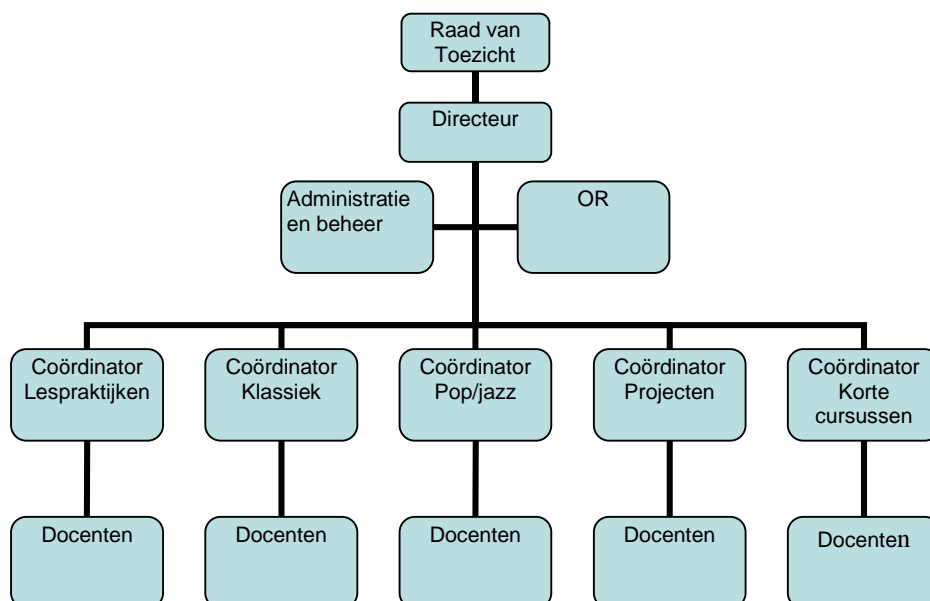 Raad van
Toezicht
Directeur
Administratie
en beheer
OR
Coördinator
Lespraktijken
Coördinator
Klassiek
Coördinator
Pop/jazz
Coördinator
Projecten
Coördinator
Korte
cursussen
Docenten
Docenten
Docenten
Docenten
Docenten